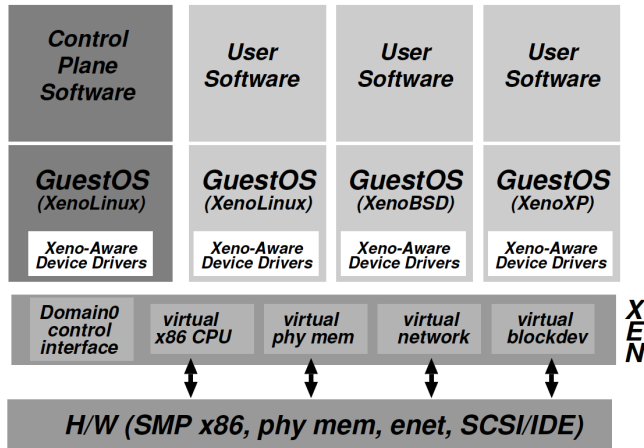 Control
Plane
Software
User
Software
User
Software
User
Software
GuestOS
(XenoLinux)
GuestOS
(XenoLinux)
GuestOS
(XenoBSD)
GuestOS
(XenoXP)
Xeno-Aware
Device Drivers
Xeno-Aware
Device Drivers
Xeno-Aware
Device Drivers
Xeno-Aware
Device Drivers
Domain0
control
interface
virtual
x86 CPU
virtual
phy mem
virtual
network
virtual
blockdev
X
E
N
H/W (SMP x86, phy mem, enet, SCSI/IDE)